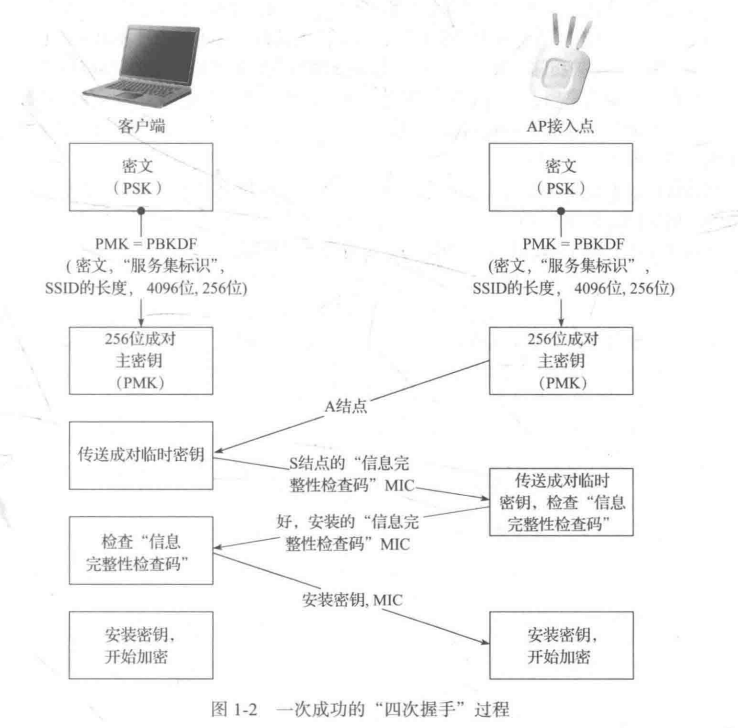 客户端
AP接入点
密文
（PSK）
密文
（PSK）
PMK = PBKDF
( 密文，“服务集标识”，
SSID的长度， 4096位, 256位)
PMK = PBKDF
(密文，“服务集标识”，
SSID的长度， 4096位, 256位)
256位成对
主密钥
（PMK）
256位成对
主密钥
（PMK）
A结点
传送成对临时密钥
S结点的“信息完
整性检查码”MIC
传送成对临时
密钥，检查“信息
完整性检查码”
好，安装的“信息完
整性检查码”MIC
检查“信息
完整性检查码”
安装密钥, MIC
安装密钥，
开始加密
安装密钥，
开始加密
图 1-2 一次成功的“四次握手”过程